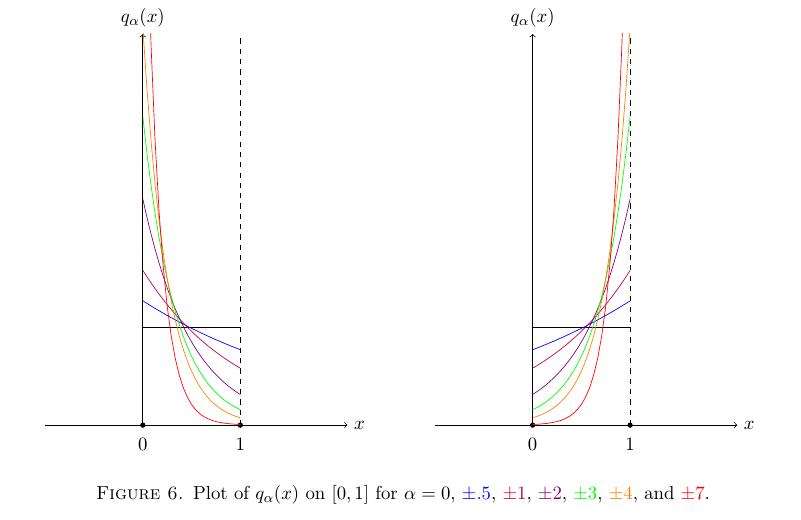 qα(x) qα(x)
x x
0 1 0 1
FIGURE 6. Plot of qα(x) on [0, 1] for α = 0, ±.5, ±1, ±2, ±3, ±4, and ±7.